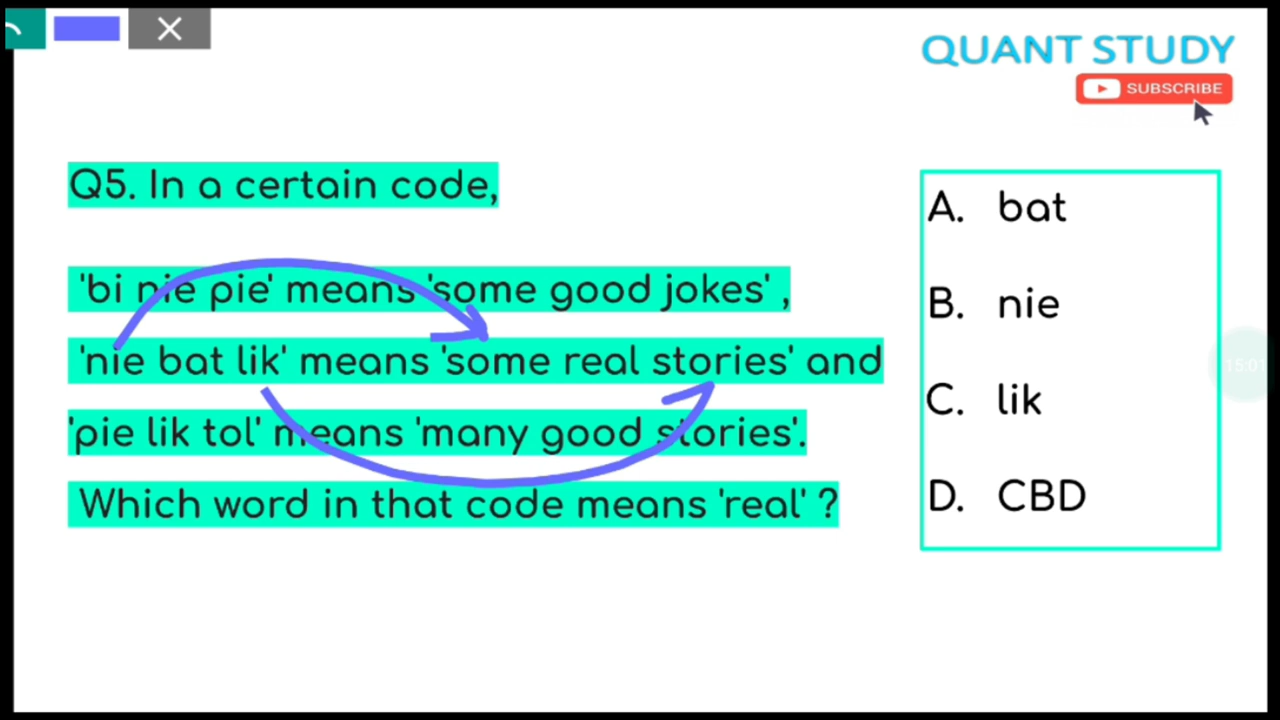 QUANT STUDY
SUBSCRIBE
Q5. In a certain code,
'bi nie pie' means 'some good jokes' ,
'nie bat lik' means 'some real stories' and
'pie lik tol' means 'many good stories'.
Which word in that code means 'real' ?
A. bat
B. nie
C. lik
D. CBD
15:01